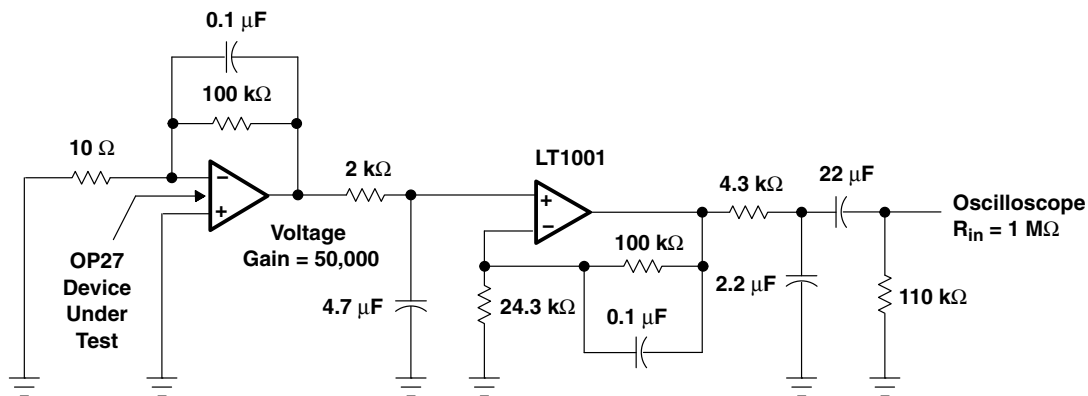 0.1 μF
100 kΩ
10 Ω
−
+
OP27
Device
Under
Test
Voltage
Gain = 50,000
2 kΩ
4.7 μF
LT1001
+
−
24.3 kΩ
100 kΩ
0.1 μF
4.3 kΩ
2.2 μF
22 μF
110 kΩ
Oscilloscope
Rin = 1 MΩ